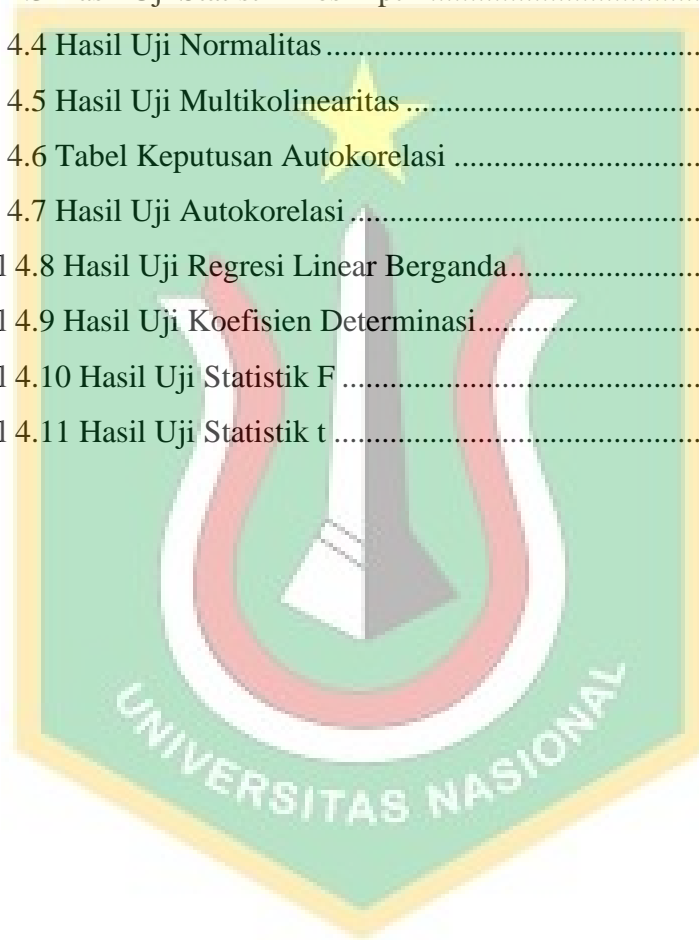 4.4 Hasil Uji Normalitas........................................
4.5 Hasil Uji Multikolinearitas........................................
4.6 Tabel Keputusan Autokorelasi........................................
4.7 Hasil Uji Autokorelasi........................................
l 4.8 Hasil Uji Regresi Linear Berganda........................................
l 4.9 Hasil Uji Koefisien Determinasi........................................
l 4.10 Hasil Uji Statistik F........................................
l 4.11 Hasil Uji Statistik t........................................
UNIVERSITAS NASIONAL